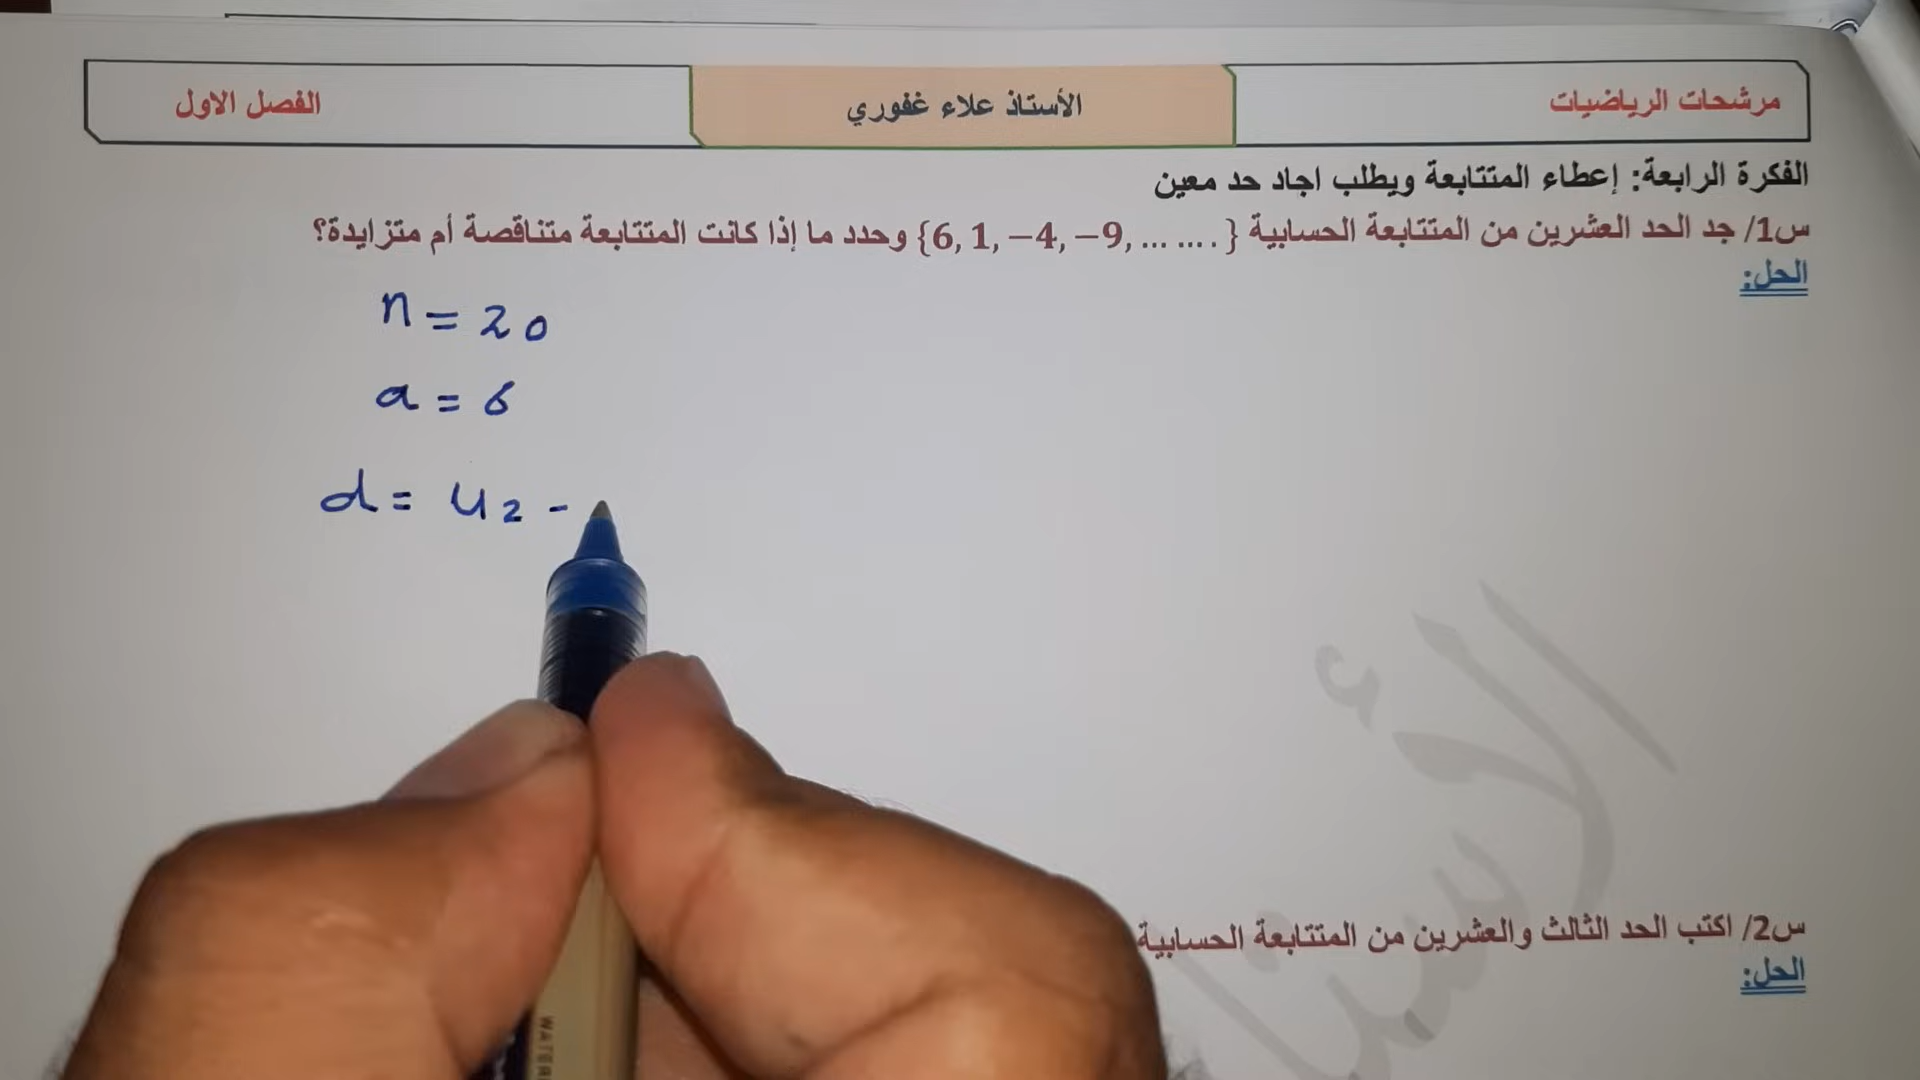 مرشحات الرياضيات
الأستاذ علاء غفوري
الفصل الاول
الفكرة الرابعة: إعطاء المتتابعة ويطلب اجاد حد معين
س1/ جد الحد العشرين من المتتابعة الحسابية {6, 1, −4, −9, … … . } وحدد ما إذا كانت المتتابعة متناقصة أم متزايدة؟
الحل:
n = 20
a = 6
d = u2 -
س2/ اكتب الحد الثالث والعشرين من المتتابعة الحسابية
الحل:
الأستا
WATER